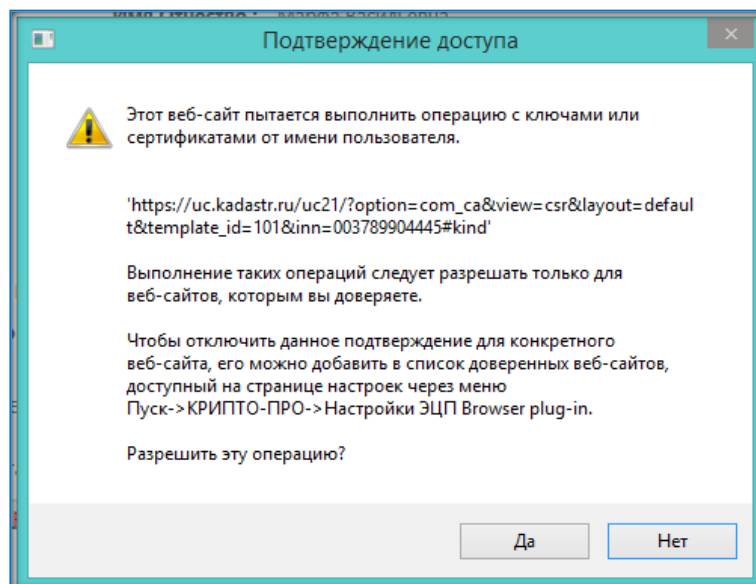 Подтверждение доступа
Этот веб-сайт пытается выполнить операцию с ключами или
сертификатами от имени пользователя.
'https://uc.kadastr.ru/uc21/?option=com_ca&view=csr&layout=defaul
t&template_id=101&inn=003789904445#kind'
Выполнение таких операций следует разрешать только для
веб-сайтов, которым вы доверяете.
Чтобы отключить данное подтверждение для конкретного
веб-сайта, его можно добавить в список доверенных веб-сайтов,
доступный на странице настроек через меню
Пуск->КРИПТО-ПРО->Настройки ЭЦП Browser plug-in.
Разрешить эту операцию?
Да
Нет